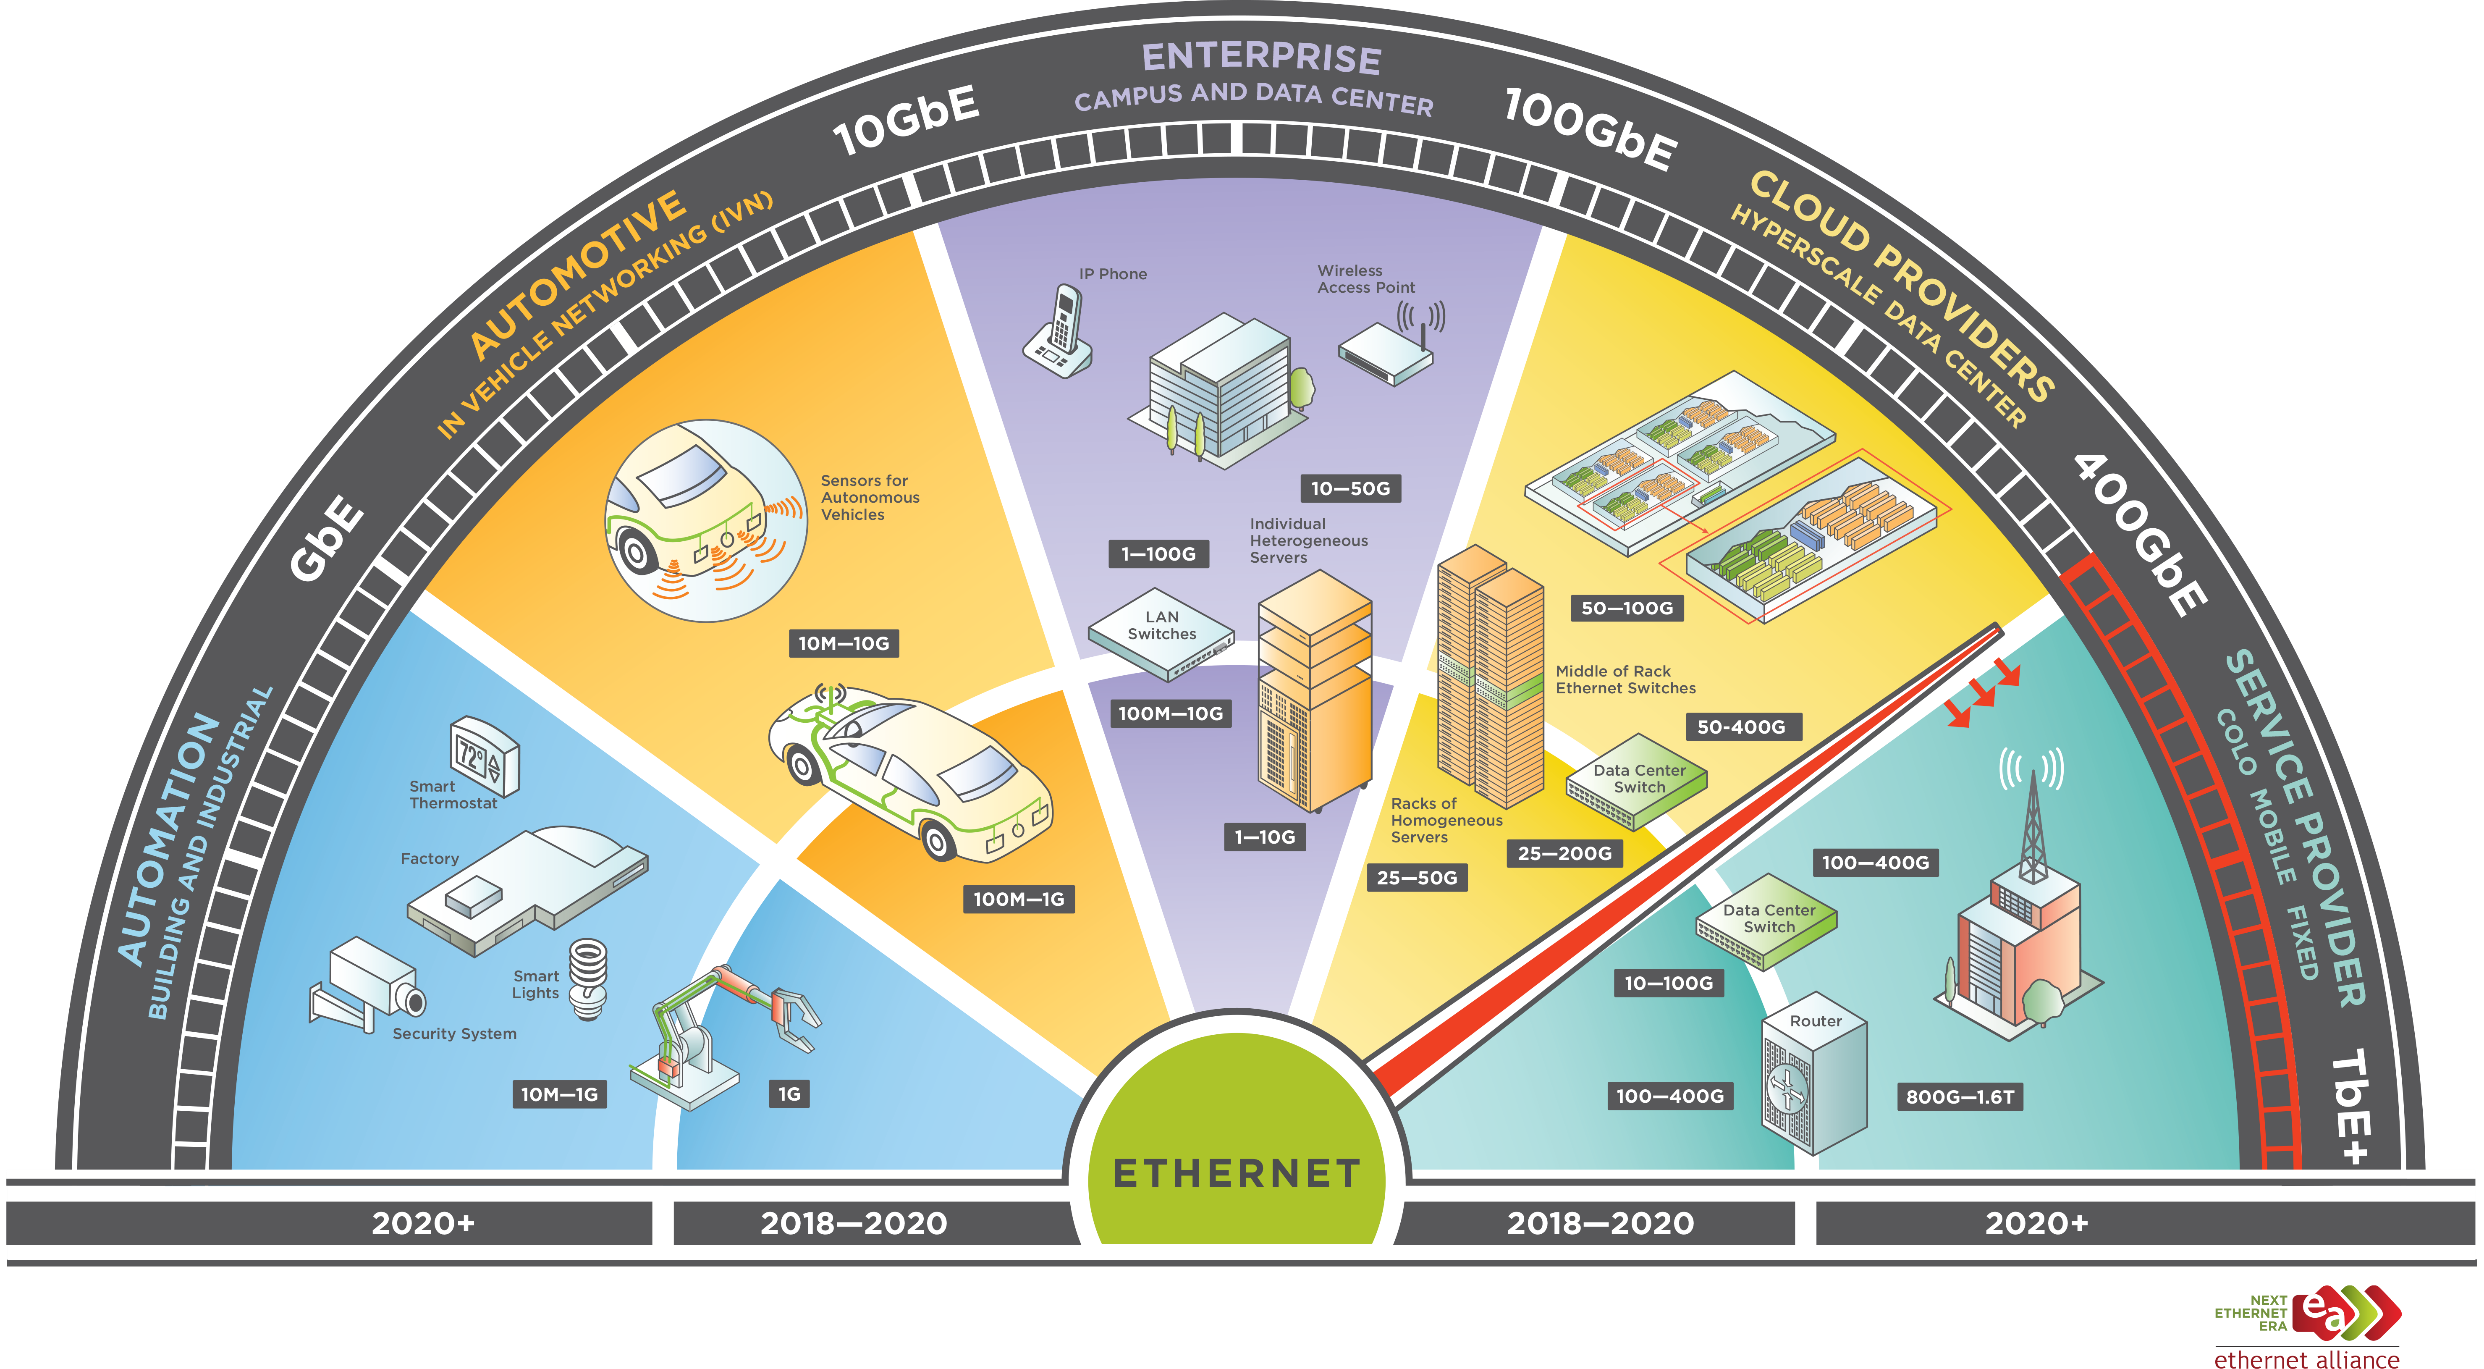 ENTERPRISE
CAMPUS AND DATA CENTER
10GbE
100GbE
AUTOMOTIVE
IN VEHICLE NETWORKING (IVN)
CLOUD PROVIDERS
HYPERSCALE DATA CENTER
GbE
400GbE
AUTOMATION
BUILDING AND INDUSTRIAL
SERVICE PROVIDER
COLO MOBILE FIXED
TbE+
Smart
Thermostat
Factory
Smart
Lights
Security System
10M—1G
1G
Sensors for
Autonomous
Vehicles
10M—10G
100M—1G
IP Phone
Wireless
Access Point
10—50G
Individual
Heterogeneous
Servers
1—100G
LAN
Switches
100M—10G
1—10G
50—100G
Middle of Rack
Ethernet Switches
50-400G
Data Center
Switch
Racks of
Homogeneous
Servers
25—200G
25—50G
100—400G
Data Center
Switch
10—100G
Router
100—400G
800G—1.6T
72°
ETHERNET
2020+
2018—2020
2018—2020
2020+
NEXT
ETHERNET
ERA
ea
ethernet alliance